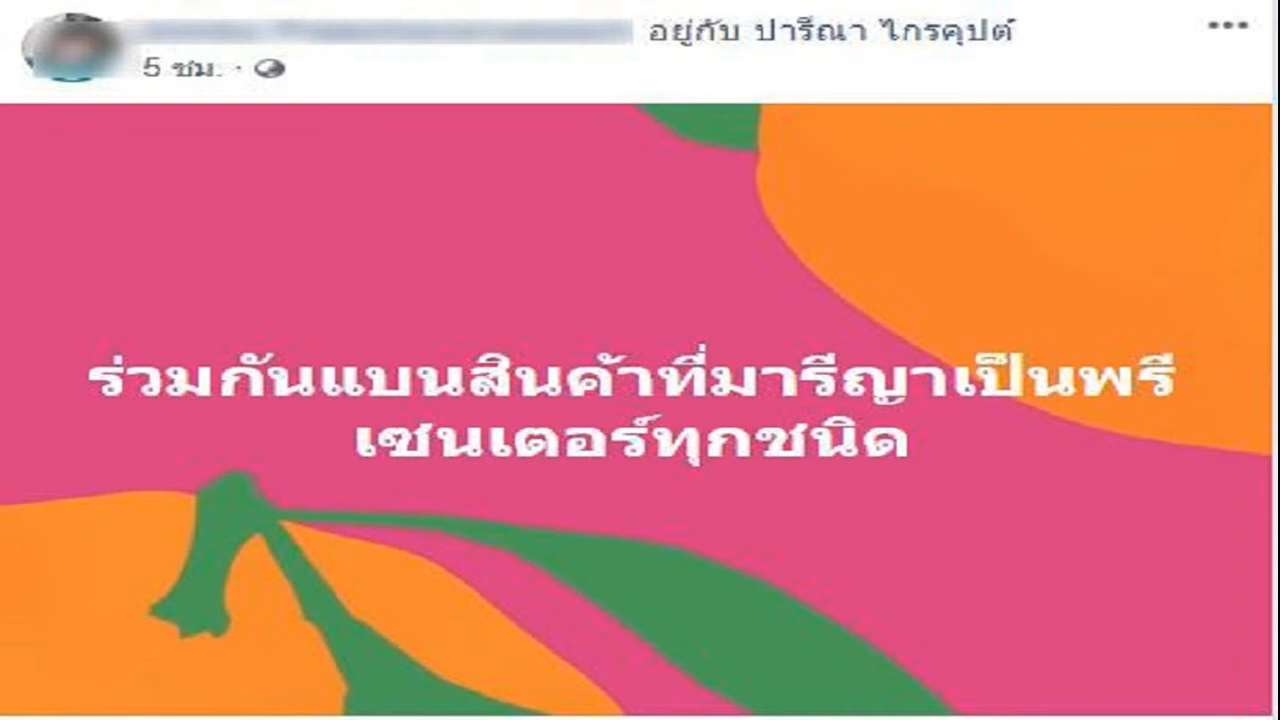 อยู่กับ ปารีณา ไกรคุปต์
5 ชม. ·
ร่วมกันแบนสินค้าที่มารีญาเป็นพรี
เซนเตอร์ทุกชนิด